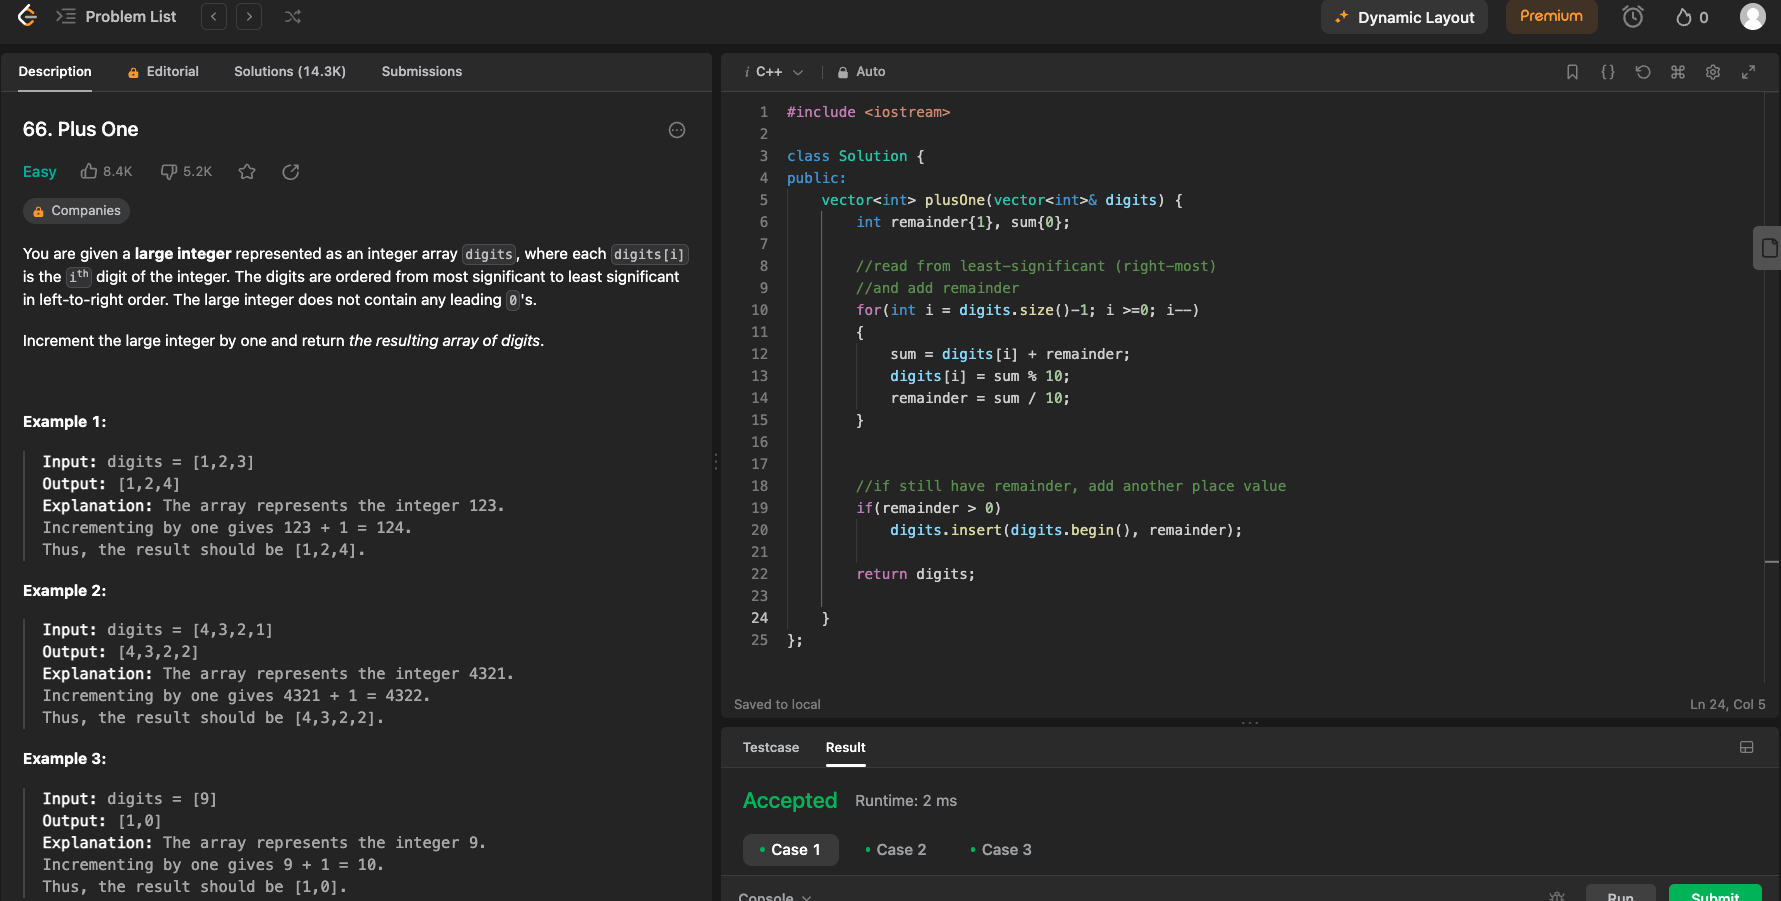 Problem List
Dynamic Layout
Premium
0
Description
Editorial
Solutions (14.3K)
Submissions
66. Plus One
Easy
8.4K
5.2K
Companies
You are given a large integer represented as an integer array digits, where each digits[i]
is the ith digit of the integer. The digits are ordered from most significant to least significant
in left-to-right order. The large integer does not contain any leading 0's.
Increment the large integer by one and return the resulting array of digits.
Example 1:
Input: digits = [1,2,3]
Output: [1,2,4]
Explanation: The array represents the integer 123.
Incrementing by one gives 123 + 1 = 124.
Thus, the result should be [1,2,4].
Example 2:
Input: digits = [4,3,2,1]
Output: [4,3,2,2]
Explanation: The array represents the integer 4321.
Incrementing by one gives 4321 + 1 = 4322.
Thus, the result should be [4,3,2,2].
Example 3:
Input: digits = [9]
Output: [1,0]
Explanation: The array represents the integer 9.
Incrementing by one gives 9 + 1 = 10.
Thus, the result should be [1,0].
i C++
Auto
1 #include <iostream>
2
3 class Solution {
4 public:
5 vector<int> plusOne(vector<int>& digits) {
6 int remainder{1}, sum{0};
7
8 //read from least-significant (right-most)
9 //and add remainder
10 for(int i = digits.size()-1; i >=0; i--)
11 {
12 sum = digits[i] + remainder;
13 digits[i] = sum % 10;
14 remainder = sum / 10;
15 }
16
17
18 //if still have remainder, add another place value
19 if(remainder > 0)
20 digits.insert(digits.begin(), remainder);
21
22 return digits;
23
24 }
25 };
Saved to local
Ln 24, Col 5
Testcase
Result
Accepted
Runtime: 2 ms
Case 1
Case 2
Case 3
Console
Run
Submit